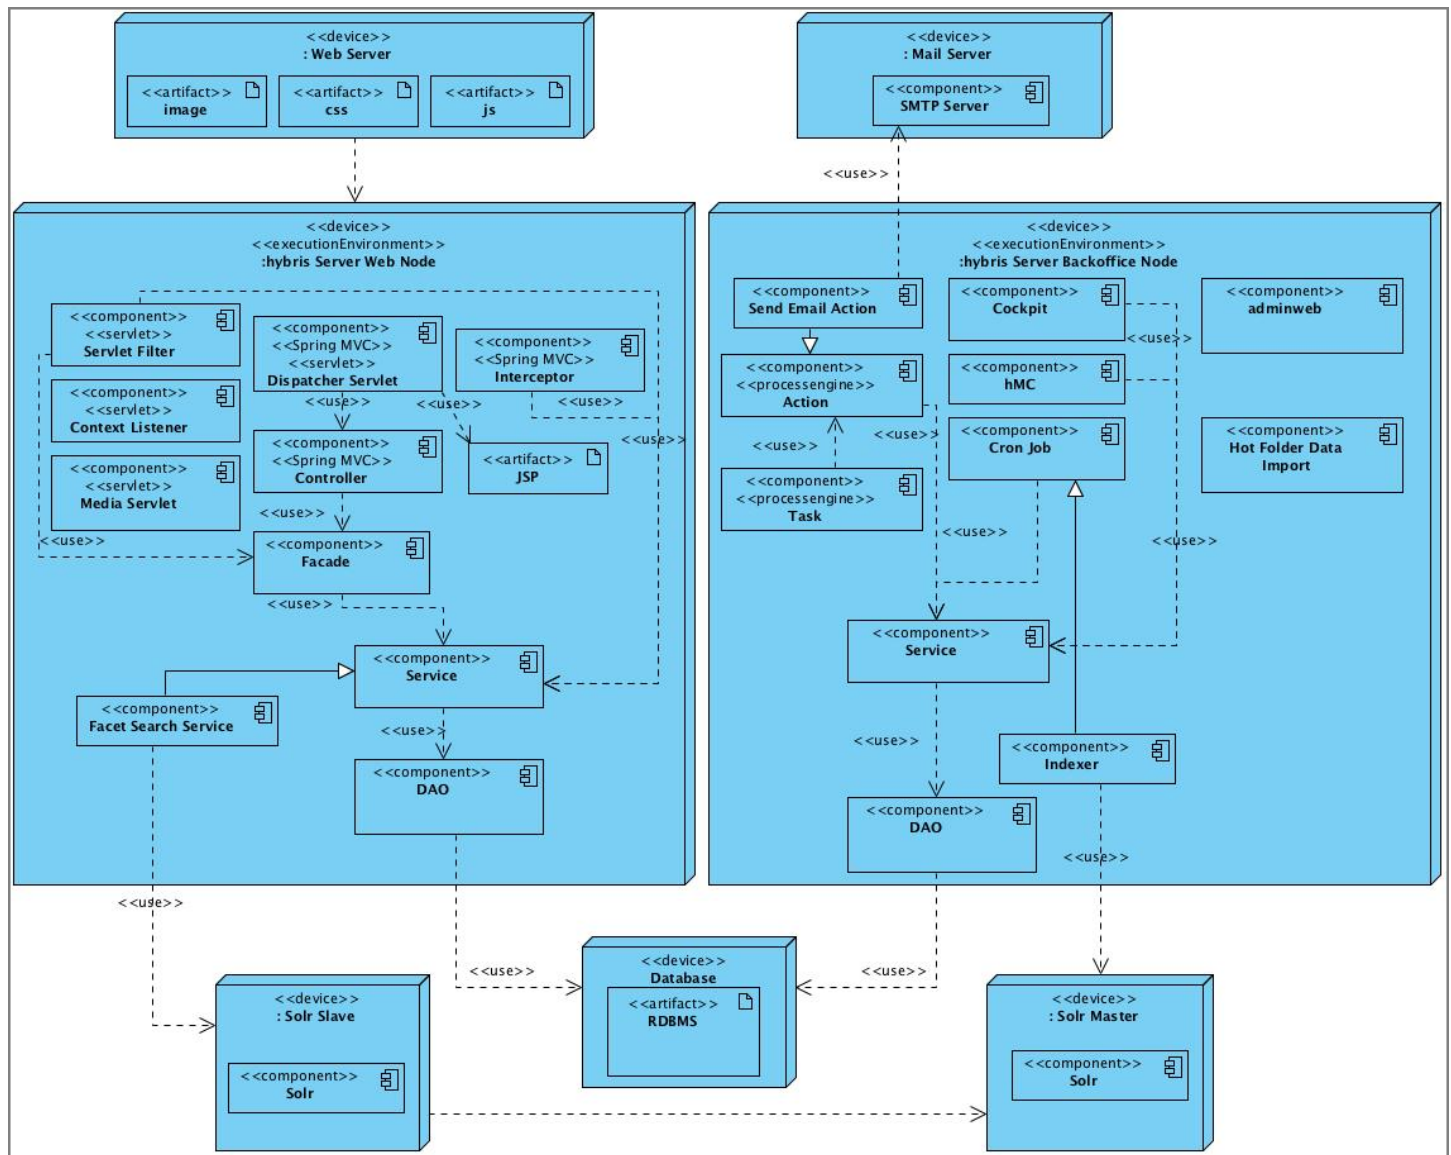 <<device>>
: Web Server
<<artifact>>
image
<<artifact>>
css
<<artifact>>
js
<<device>>
: Mail Server
<<component>>
SMTP Server
<<use>>
<<device>>
<<executionEnvironment>>
:hybris Server Web Node
<<component>>
<<servlet>>
Servlet Filter
<<component>>
<<Spring MVC>>
<<servlet>>
Dispatcher Servlet
<<component>>
<<Spring MVC>>
Interceptor
<<use>>
<<use>>
<<use>>
<<use>>
<<component>>
<<servlet>>
Context Listener
<<component>>
<<Spring MVC>>
Controller
<<artifact>>
JSP
<<component>>
<<servlet>>
Media Servlet
<<use>>
<<use>>
<<component>>
Facade
<<use>>
<<component>>
Service
<<component>>
Facet Search Service
<<use>>
<<component>>
DAO
<<device>>
<<executionEnvironment>>
:hybris Server Backoffice Node
<<component>>
Send Email Action
<<component>>
Cockpit
<<component>>
adminweb
<<use>>
<<component>>
<<processengine>>
Action
<<component>>
hMC
<<use>>
<<use>>
<<component>>
Cron Job
<<component>>
Hot Folder Data
Import
<<component>>
<<processengine>>
Task
<<use>>
<<use>>
<<component>>
Service
<<use>>
<<component>>
Indexer
<<component>>
DAO
<<use>>
<<use>>
<<use>>
<<use>>
<<device>>
Database
<<artifact>>
RDBMS
<<device>>
: Solr Slave
<<component>>
Solr
<<device>>
: Solr Master
<<component>>
Solr